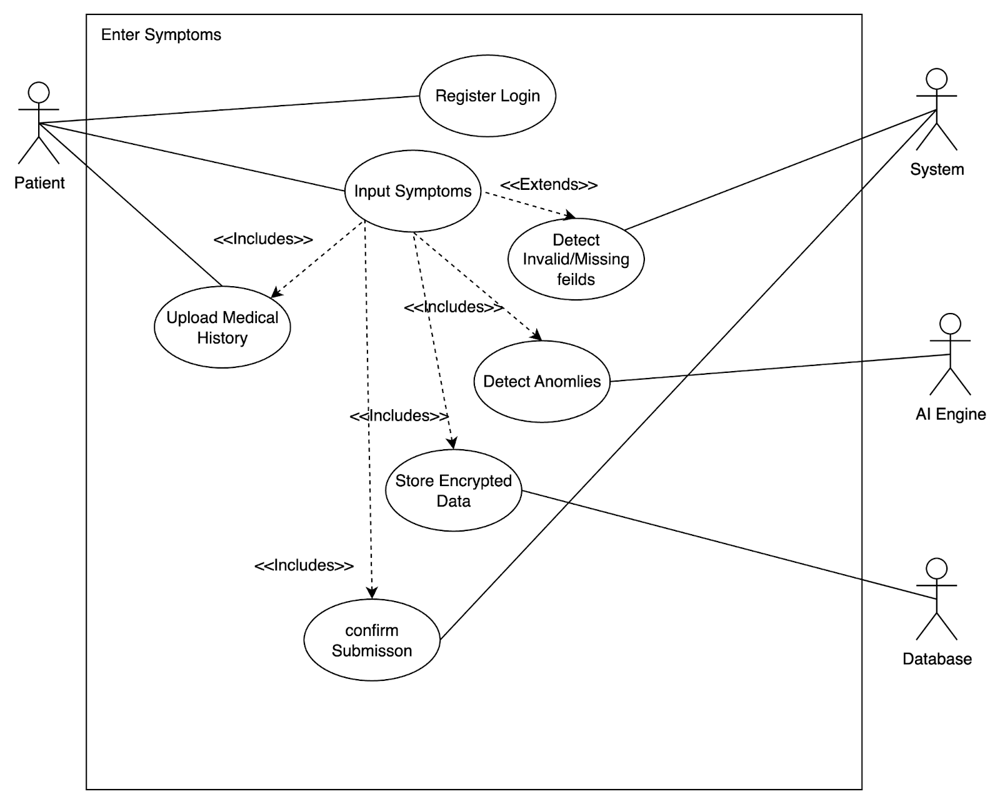 Enter Symptoms
Register Login
Patient
System
Input Symptoms
<<Extends>>
<<Includes>>
Detect
Invalid/Missing
feilds
<<Includes>>
Upload Medical
History
Detect Anomlies
<<Includes>>
AI Engine
Store Encrypted
Data
<<Includes>>
confirm
Submisson
Database